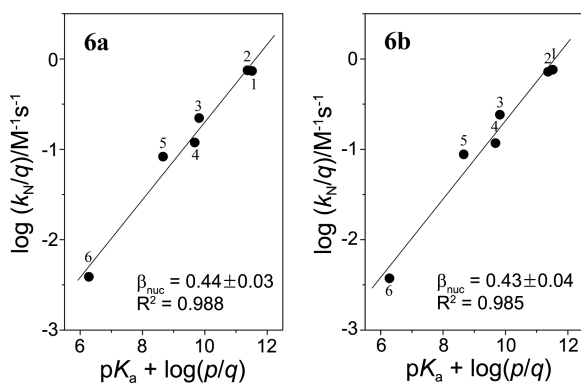 6a
log (kN/q)/M-1s-1
0
-1
-2
-3
2
1
3
4
5
6
βnuc = 0.44±0.03
R2 = 0.988
6 8 10 12
pKa + log(p/q)
6b
log (kN/q)/M-1s-1
0
-1
-2
-3
2 1
3
4
5
6
βnuc = 0.43±0.04
R2 = 0.985
6 8 10 12
pKa + log(p/q)